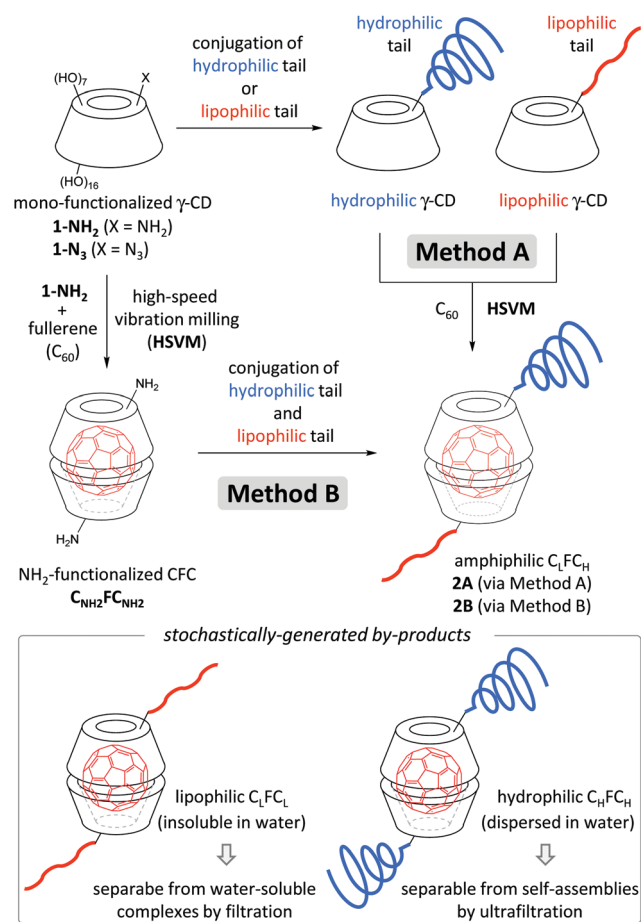 conjugation of
hydrophilic tail
or
lipophilic tail
hydrophilic
tail
lipophilic
tail
(HO)7
X
(HO)16
mono-functionalized γ-CD
1-NH2 (X = NH2)
1-N3 (X = N3)
hydrophilic γ-CD
lipophilic γ-CD
Method A
C60 HSVM
1-NH2
+
fullerene
(C60)
high-speed
vibration milling
(HSVM)
conjugation of
hydrophilic tail
and
lipophilic tail
Method B
NH2
H2N
NH2-functionalized CFC
CNH2FCNH2
amphiphilic CLFCH
2A (via Method A)
2B (via Method B)
stochastically-generated by-products
lipophilic CLFCL
(insoluble in water)
separabe from water-soluble
complexes by filtration
hydrophilic CHFCH
(dispersed in water)
separable from self-assemblies
by ultrafiltration